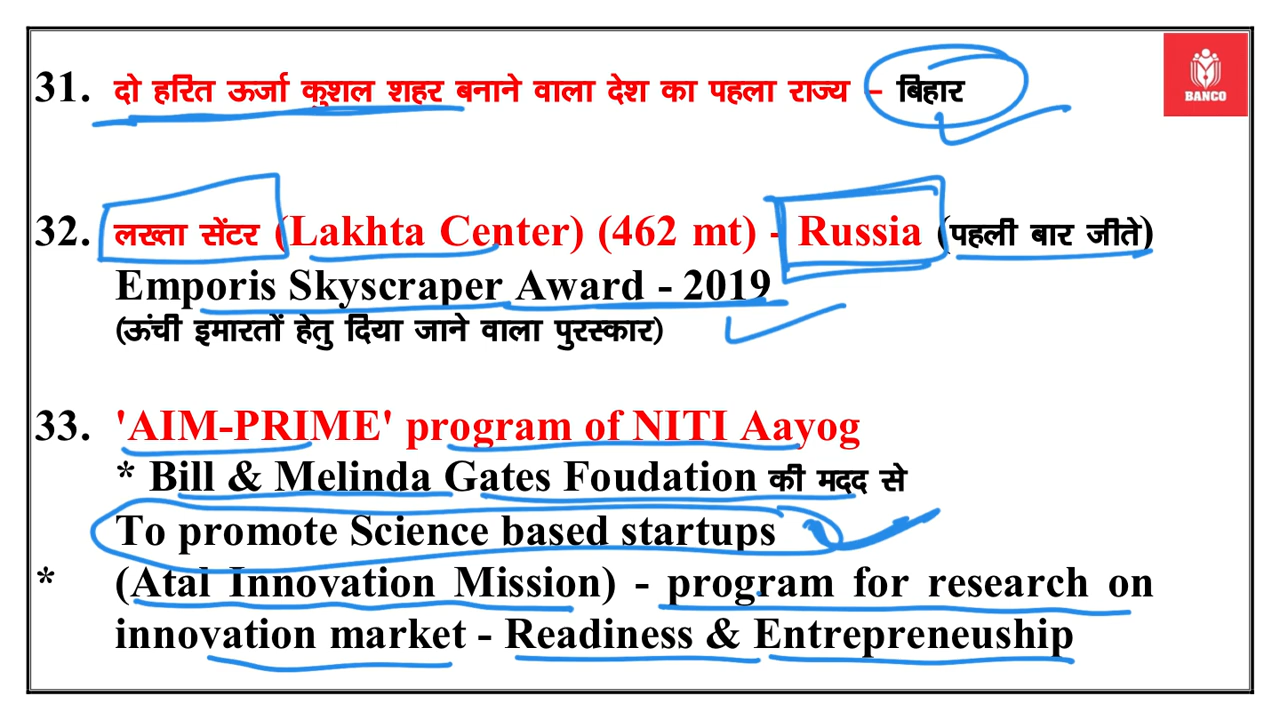 31. दो हरित ऊर्जा कुशल शहर बनाने वाला देश का पहला राज्य - बिहार
BANCO
32. लख्ता सेंटर (Lakhta Center) (462 mt) - Russia (पहली बार जीते)
Emporis Skyscraper Award - 2019
(ऊंची इमारतों हेतु दिया जाने वाला पुरस्कार)
33. 'AIM-PRIME' program of NITI Aayog
* Bill & Melinda Gates Foudation की मदद से
To promote Science based startups
* (Atal Innovation Mission) - program for research on
innovation market - Readiness & Entrepreneuship